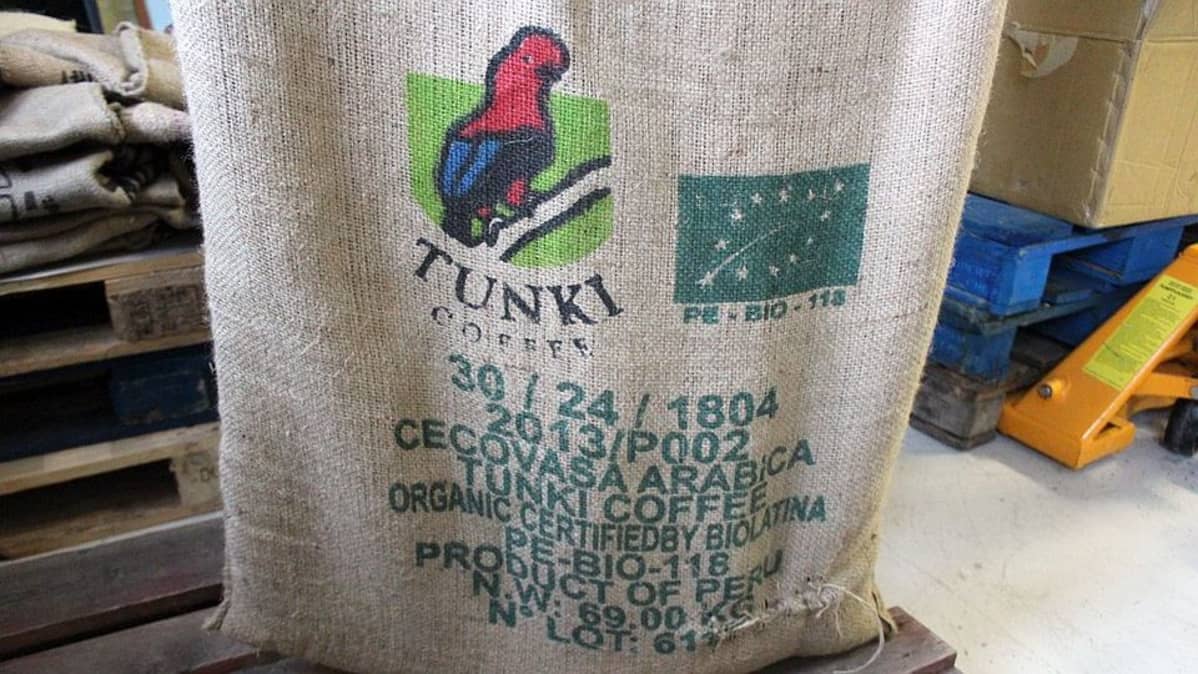 TUNKI
COFFEE
PE - BIO - 118
30 / 24 / 1804
2013/P002
CECOVASA ARABICA
TUNKI COFFEE
ORGANIC CERTIFIEDBY BIOLATINA
PE-BIO-118
PRODUCT OF PERU
N.W.: 69.00 KG
N° LOT: